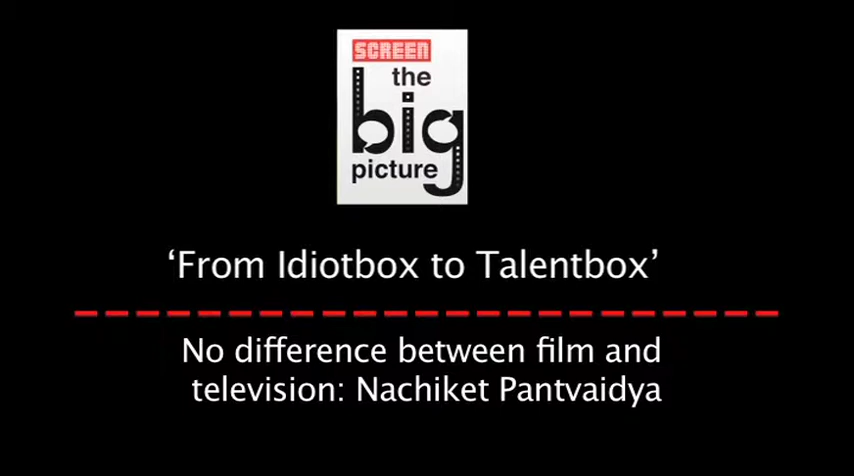 SCREEN
the
big
picture
‘From Idiotbox to Talentbox’
No difference between film and
television: Nachiket Pantvaidya